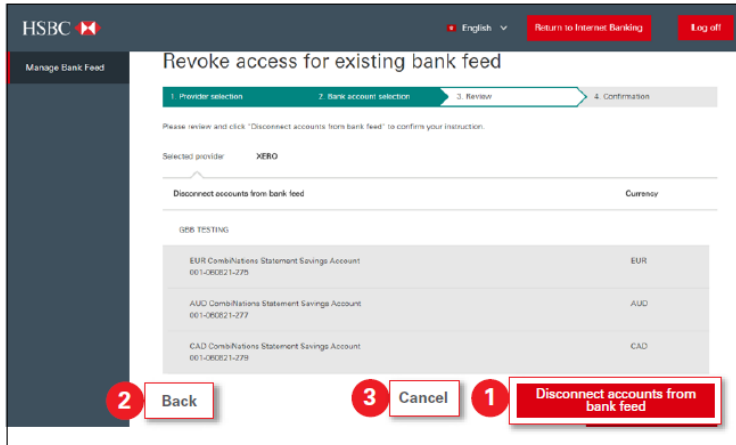 HSBC
English
Return to Internet Banking
Log off
Manage Bank Feed
Revoke access for existing bank feed
1. Provider selection
2. Bank account selection
3. Review
4. Confirmation
Please review and click "Disconnect accounts from bank feed" to confirm your instruction.
Selected provider XERO
Disconnect accounts from bank feed Currency
GBB TESTING
EUR CombiNations Statement Savings Account EUR
001-060821-276
AUD CombiNations Statement Savings Account AUD
001-060821-277
CAD CombiNations Statement Savings Account CAD
001-060821-279
2 Back
3 Cancel
1 Disconnect accounts from
bank feed